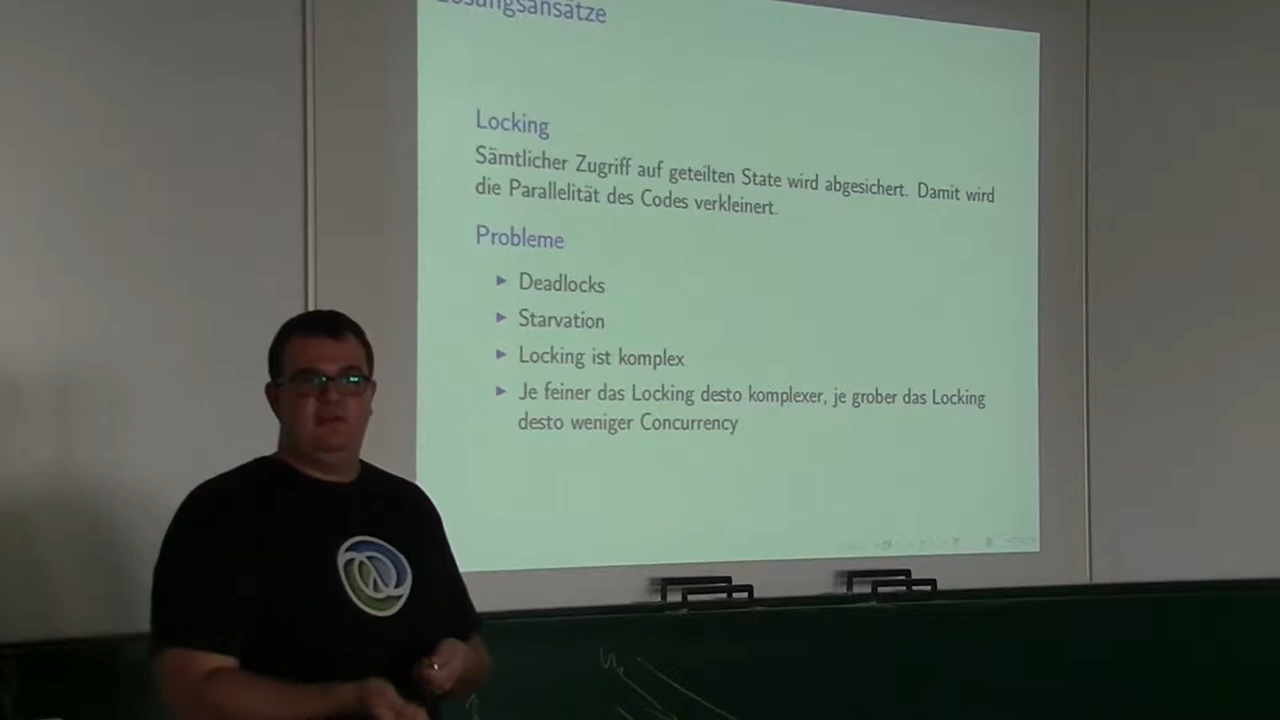 Lösungsansätze
Locking
Sämtlicher Zugriff auf geteilten State wird abgesichert. Damit wird
die Parallelität des Codes verkleinert.
Probleme
Deadlocks
Starvation
Locking ist komplex
Je feiner das Locking desto komplexer, je grober das Locking
desto weniger Concurrency